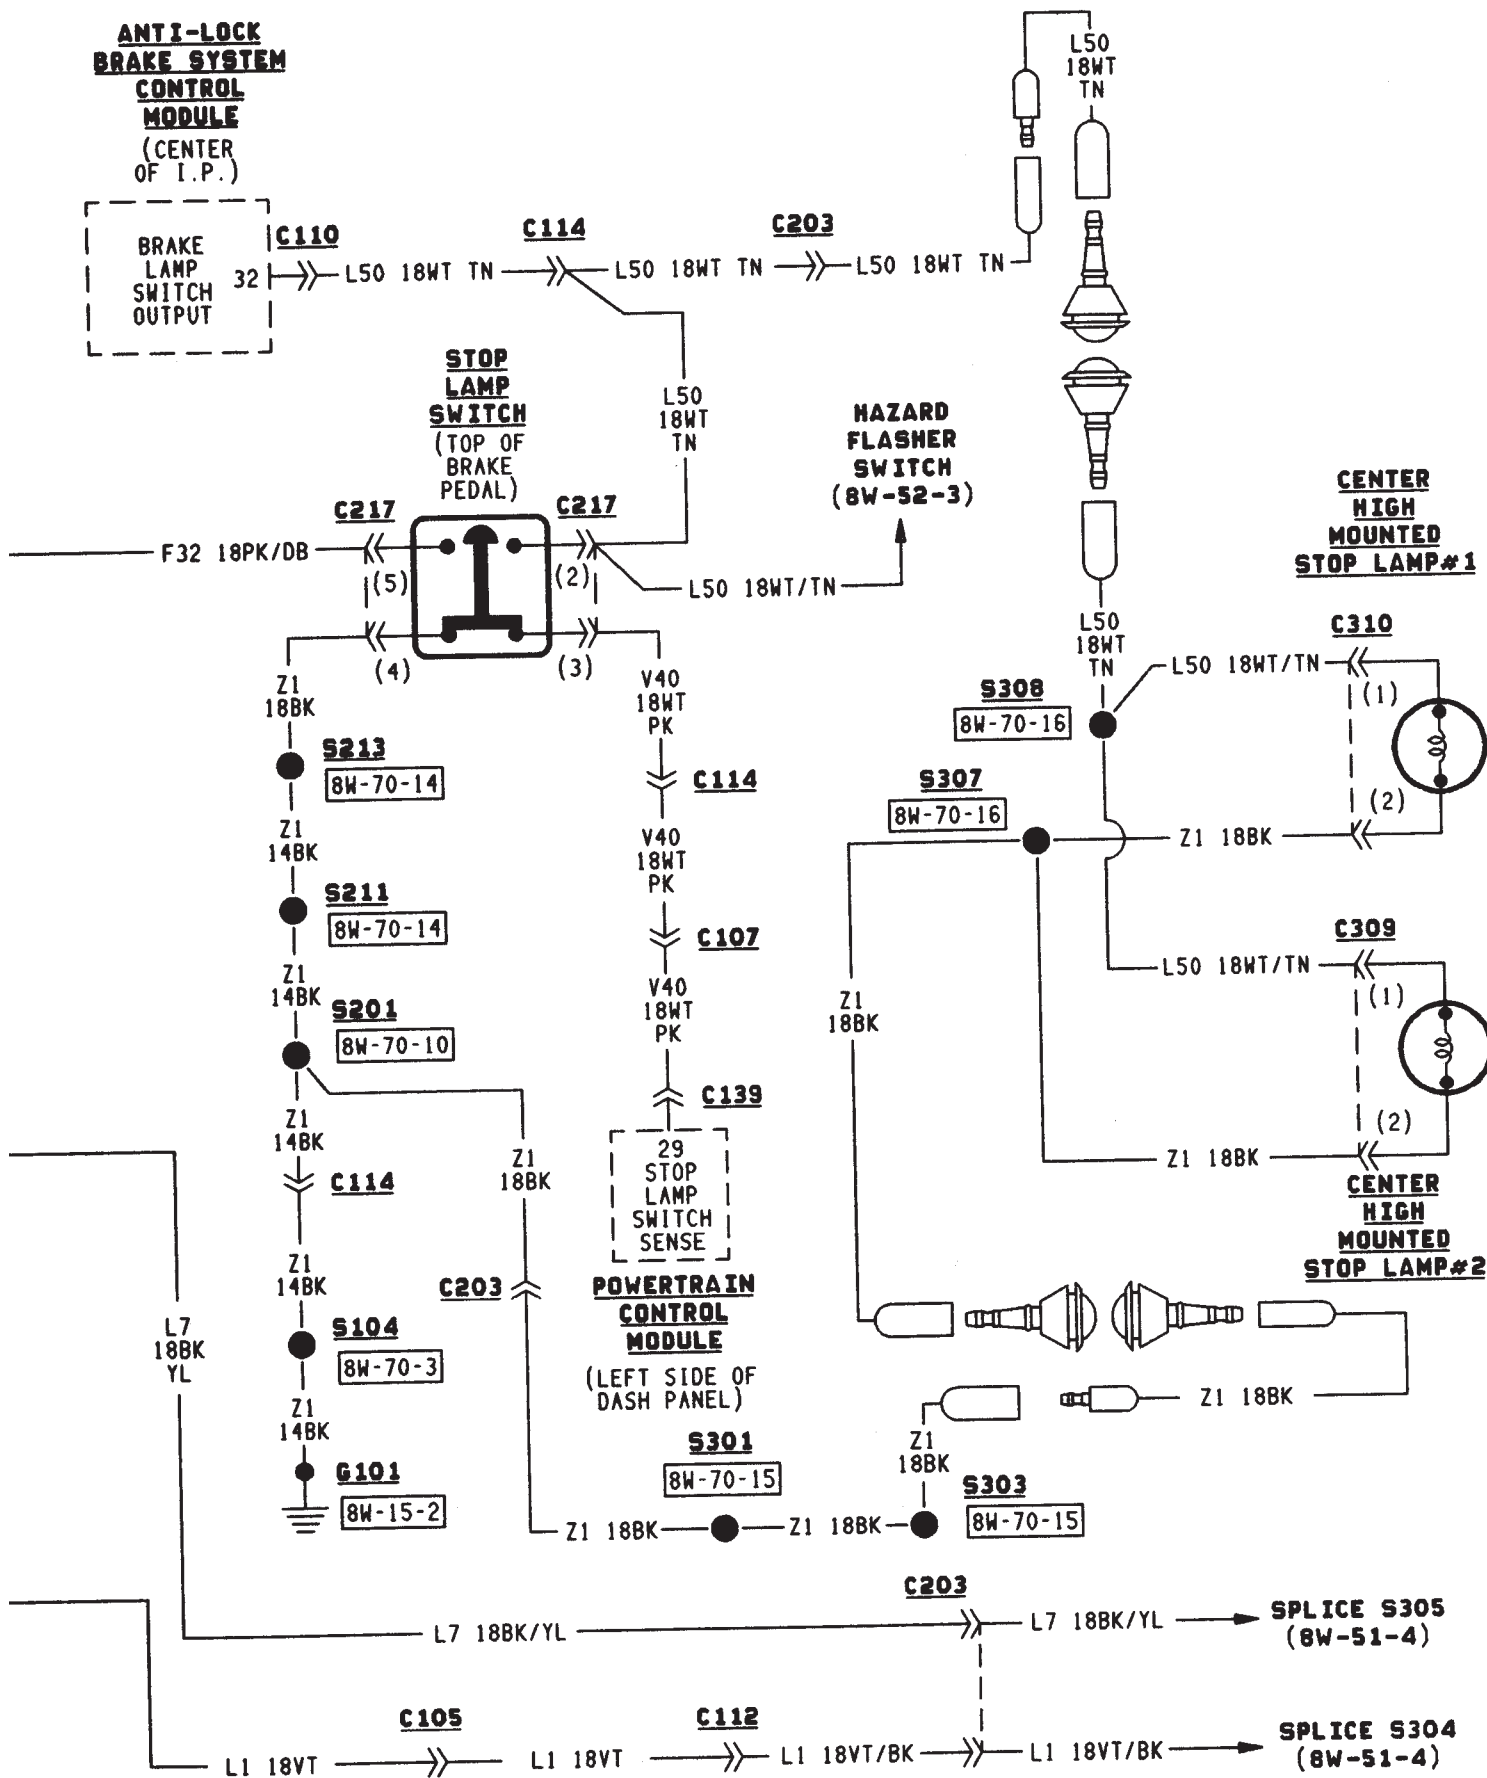 ANTI-LOCK
BRAKE SYSTEM
CONTROL
MODULE
(CENTER
OF I.P.)
BRAKE
LAMP
SWITCH
OUTPUT
32
C110
L50 18WT TN
C114
L50 18WT TN
C203
L50 18WT TN
L50
18WT
TN
STOP
LAMP
SWITCH
(TOP OF
BRAKE
PEDAL)
L50
18WT
TN
HAZARD
FLASHER
SWITCH
(8W-52-3)
F32 18PK/DB
C217
(5)
C217
(2)
L50 18WT/TN
(4)
(3)
CENTER
HIGH
MOUNTED
STOP LAMP#1
L50
18WT
TN
L50 18WT/TN
C310
(1)
(2)
S308
8W-70-16
S307
8W-70-16
Z1 18BK
Z1
18BK
S213
8W-70-14
Z1
14BK
S211
8W-70-14
Z1
14BK
S201
8W-70-10
Z1
14BK
C114
Z1
14BK
S104
8W-70-3
Z1
14BK
G101
8W-15-2
V40
18WT
PK
C114
V40
18WT
PK
C107
V40
18WT
PK
C139
29
STOP
LAMP
SWITCH
SENSE
POWERTRAIN
CONTROL
MODULE
(LEFT SIDE OF
DASH PANEL)
Z1
18BK
C203
Z1
18BK
L50 18WT/TN
C309
(1)
(2)
Z1 18BK
CENTER
HIGH
MOUNTED
STOP LAMP#2
Z1 18BK
Z1
18BK
S301
8W-70-15
S303
8W-70-15
Z1 18BK
Z1 18BK
L7
18BK
YL
L7 18BK/YL
C203
L7 18BK/YL
SPLICE S305
(8W-51-4)
L1 18VT
C105
L1 18VT
C112
L1 18VT/BK
L1 18VT/BK
SPLICE S304
(8W-51-4)